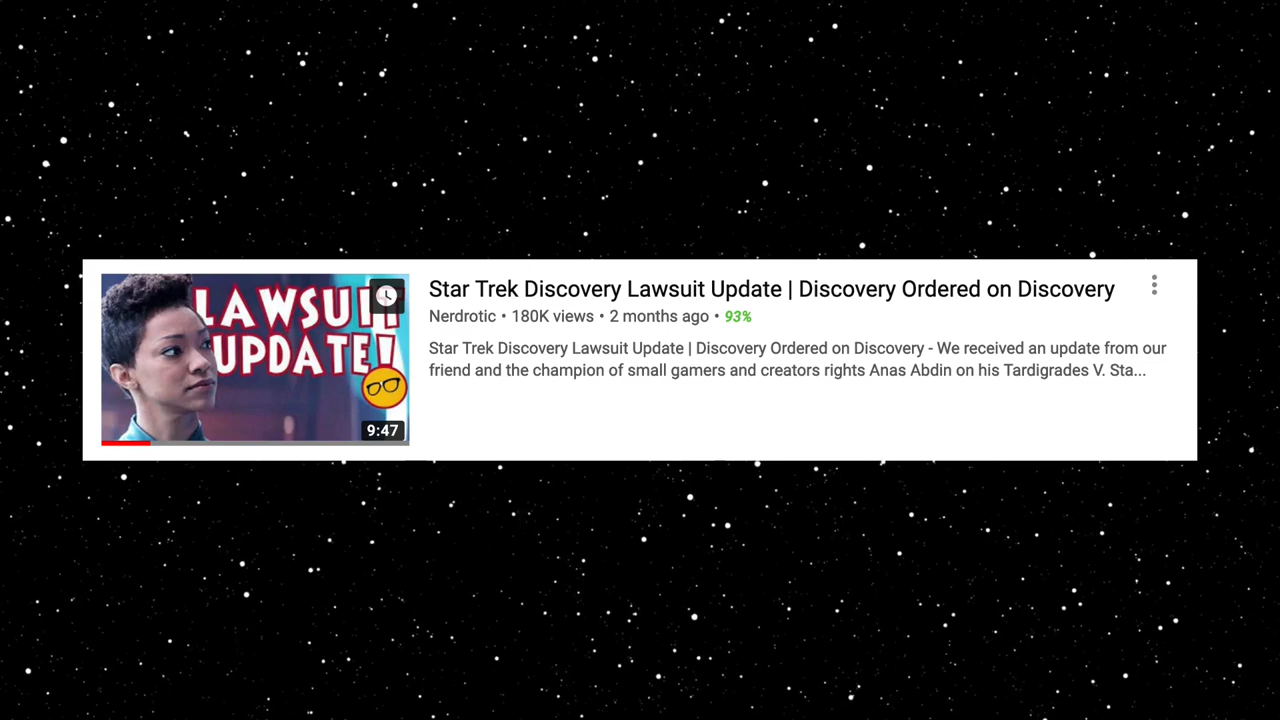 LAWSUIT
UPDATE!
9:47
Star Trek Discovery Lawsuit Update | Discovery Ordered on Discovery
Nerdrotic • 180K views • 2 months ago • 93%
Star Trek Discovery Lawsuit Update | Discovery Ordered on Discovery - We received an update from our
friend and the champion of small gamers and creators rights Anas Abdin on his Tardigrades V. Sta...